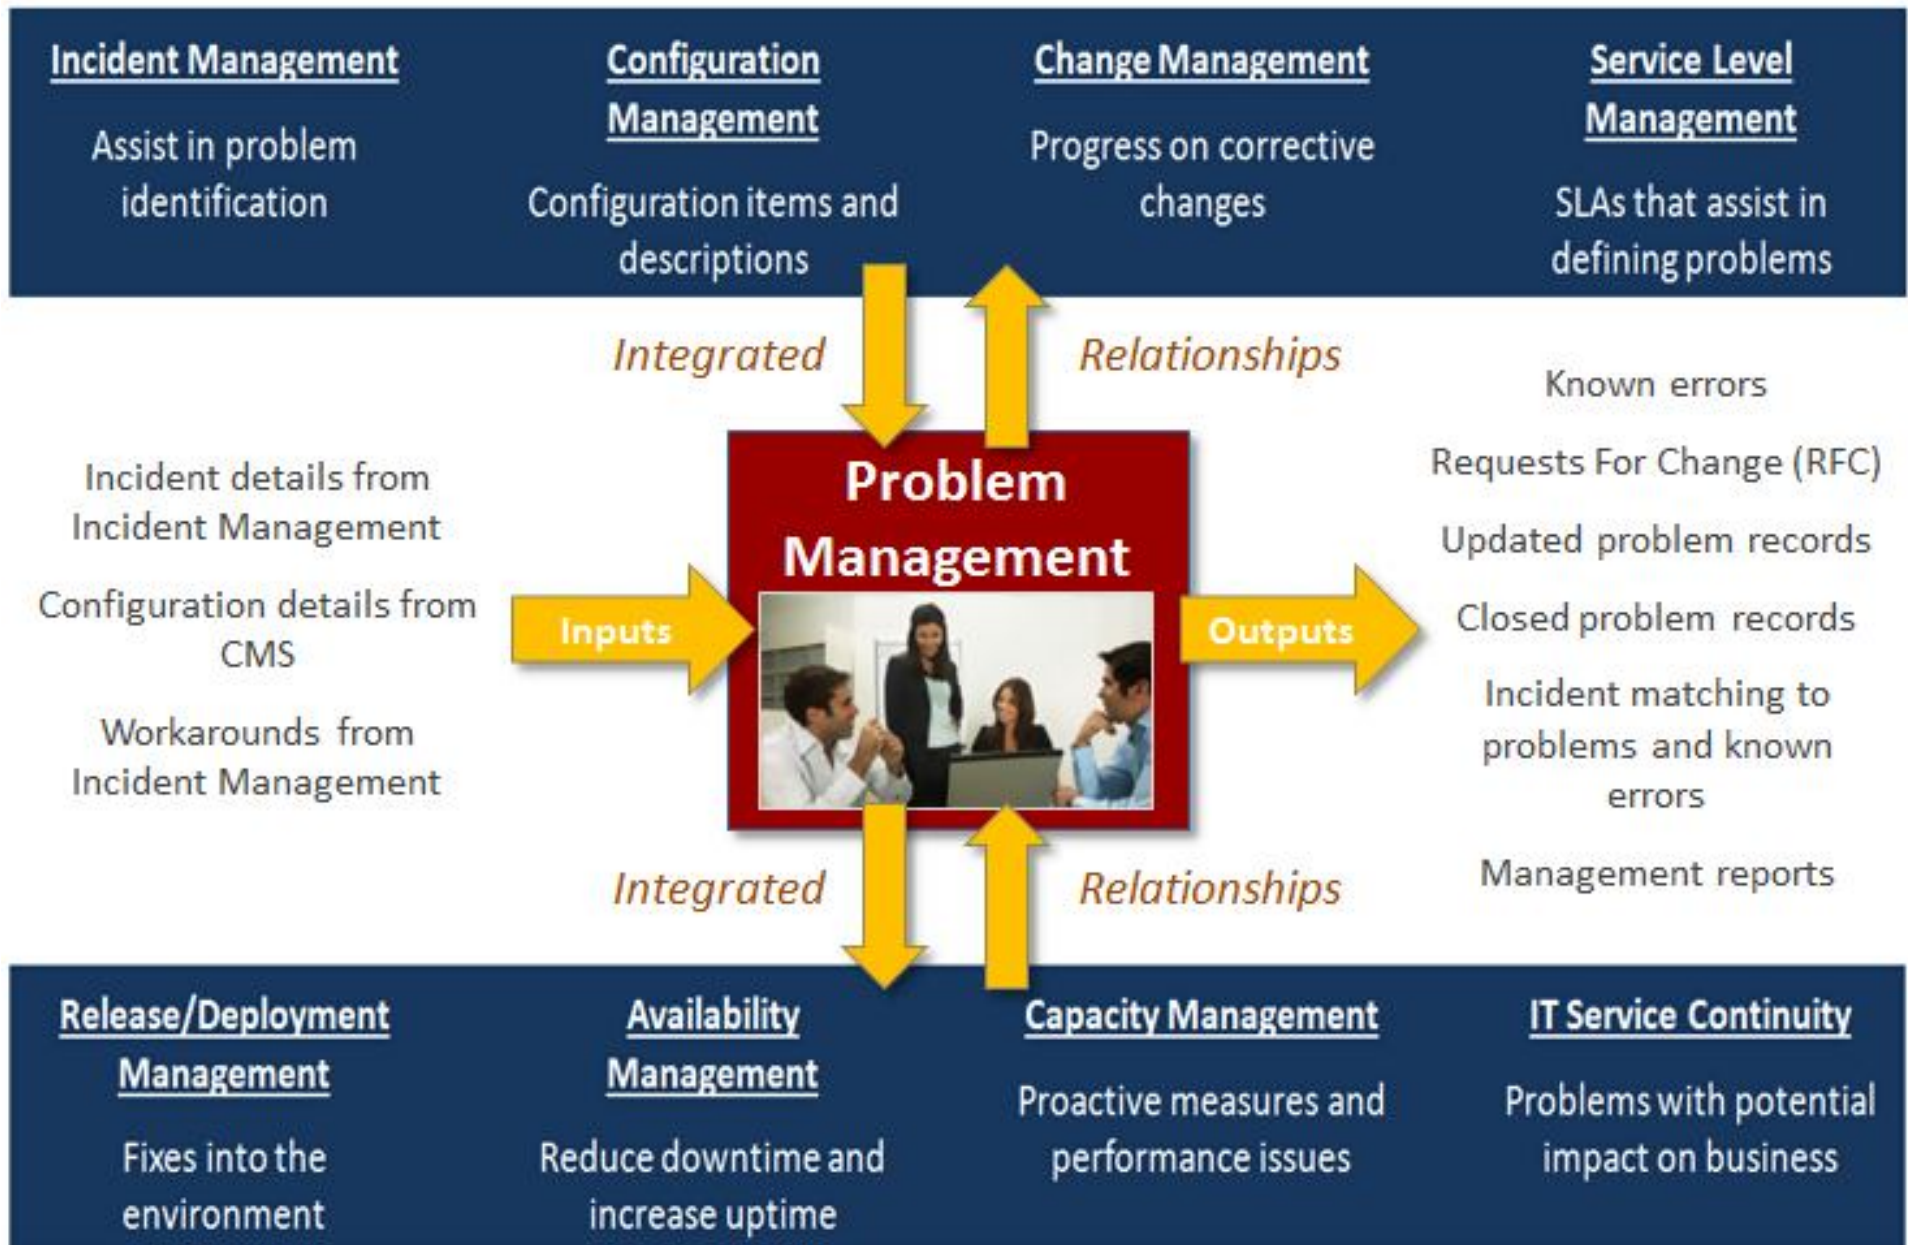 Incident Management
Assist in problem
identification
Configuration
Management
Configuration items and
descriptions
Change Management
Progress on corrective
changes
Service Level
Management
SLAs that assist in
defining problems
Integrated
Relationships
Incident details from
Incident Management
Configuration details from
CMS
Workarounds from
Incident Management
Inputs
Problem
Management
Outputs
Known errors
Requests For Change (RFC)
Updated problem records
Closed problem records
Incident matching to
problems and known
errors
Management reports
Integrated
Relationships
Release/Deployment
Management
Fixes into the
environment
Availability
Management
Reduce downtime and
increase uptime
Capacity Management
Proactive measures and
performance issues
IT Service Continuity
Problems with potential
impact on business